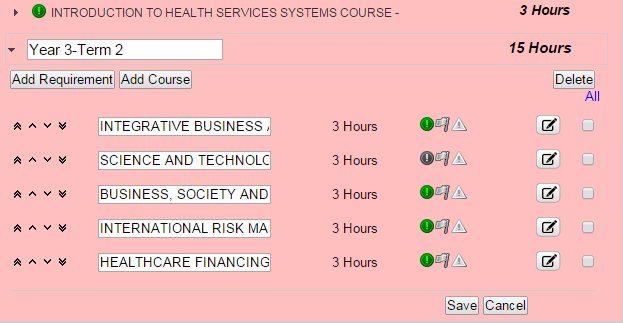 INTRODUCTION TO HEALTH SERVICES SYSTEMS COURSE - 3 Hours
Year 3-Term 2 15 Hours
Add Requirement Add Course Delete
All
INTEGRATIVE BUSINESS 3 Hours
SCIENCE AND TECHNOLO 3 Hours
BUSINESS, SOCIETY AND 3 Hours
INTERNATIONAL RISK MA 3 Hours
HEALTHCARE FINANCING 3 Hours
Save Cancel